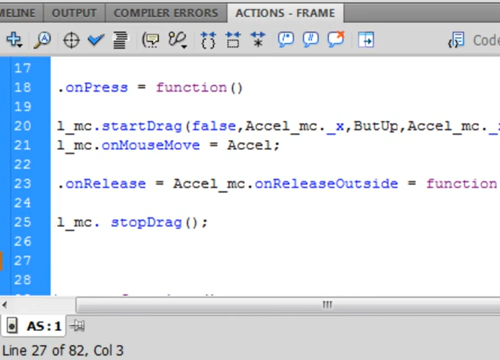 MELINE OUTPUT COMPILER ERRORS ACTIONS - FRAME
Code
17
18 .onPress = function()
19
20 l_mc.startDrag(false,Accel_mc._x,ButUp,Accel_mc._x
21 l_mc.onMouseMove = Accel;
22
23 .onRelease = Accel_mc.onReleaseOutside = function
24
25 l_mc. stopDrag();
26
27
28
AS:1
Line 27 of 82, Col 3